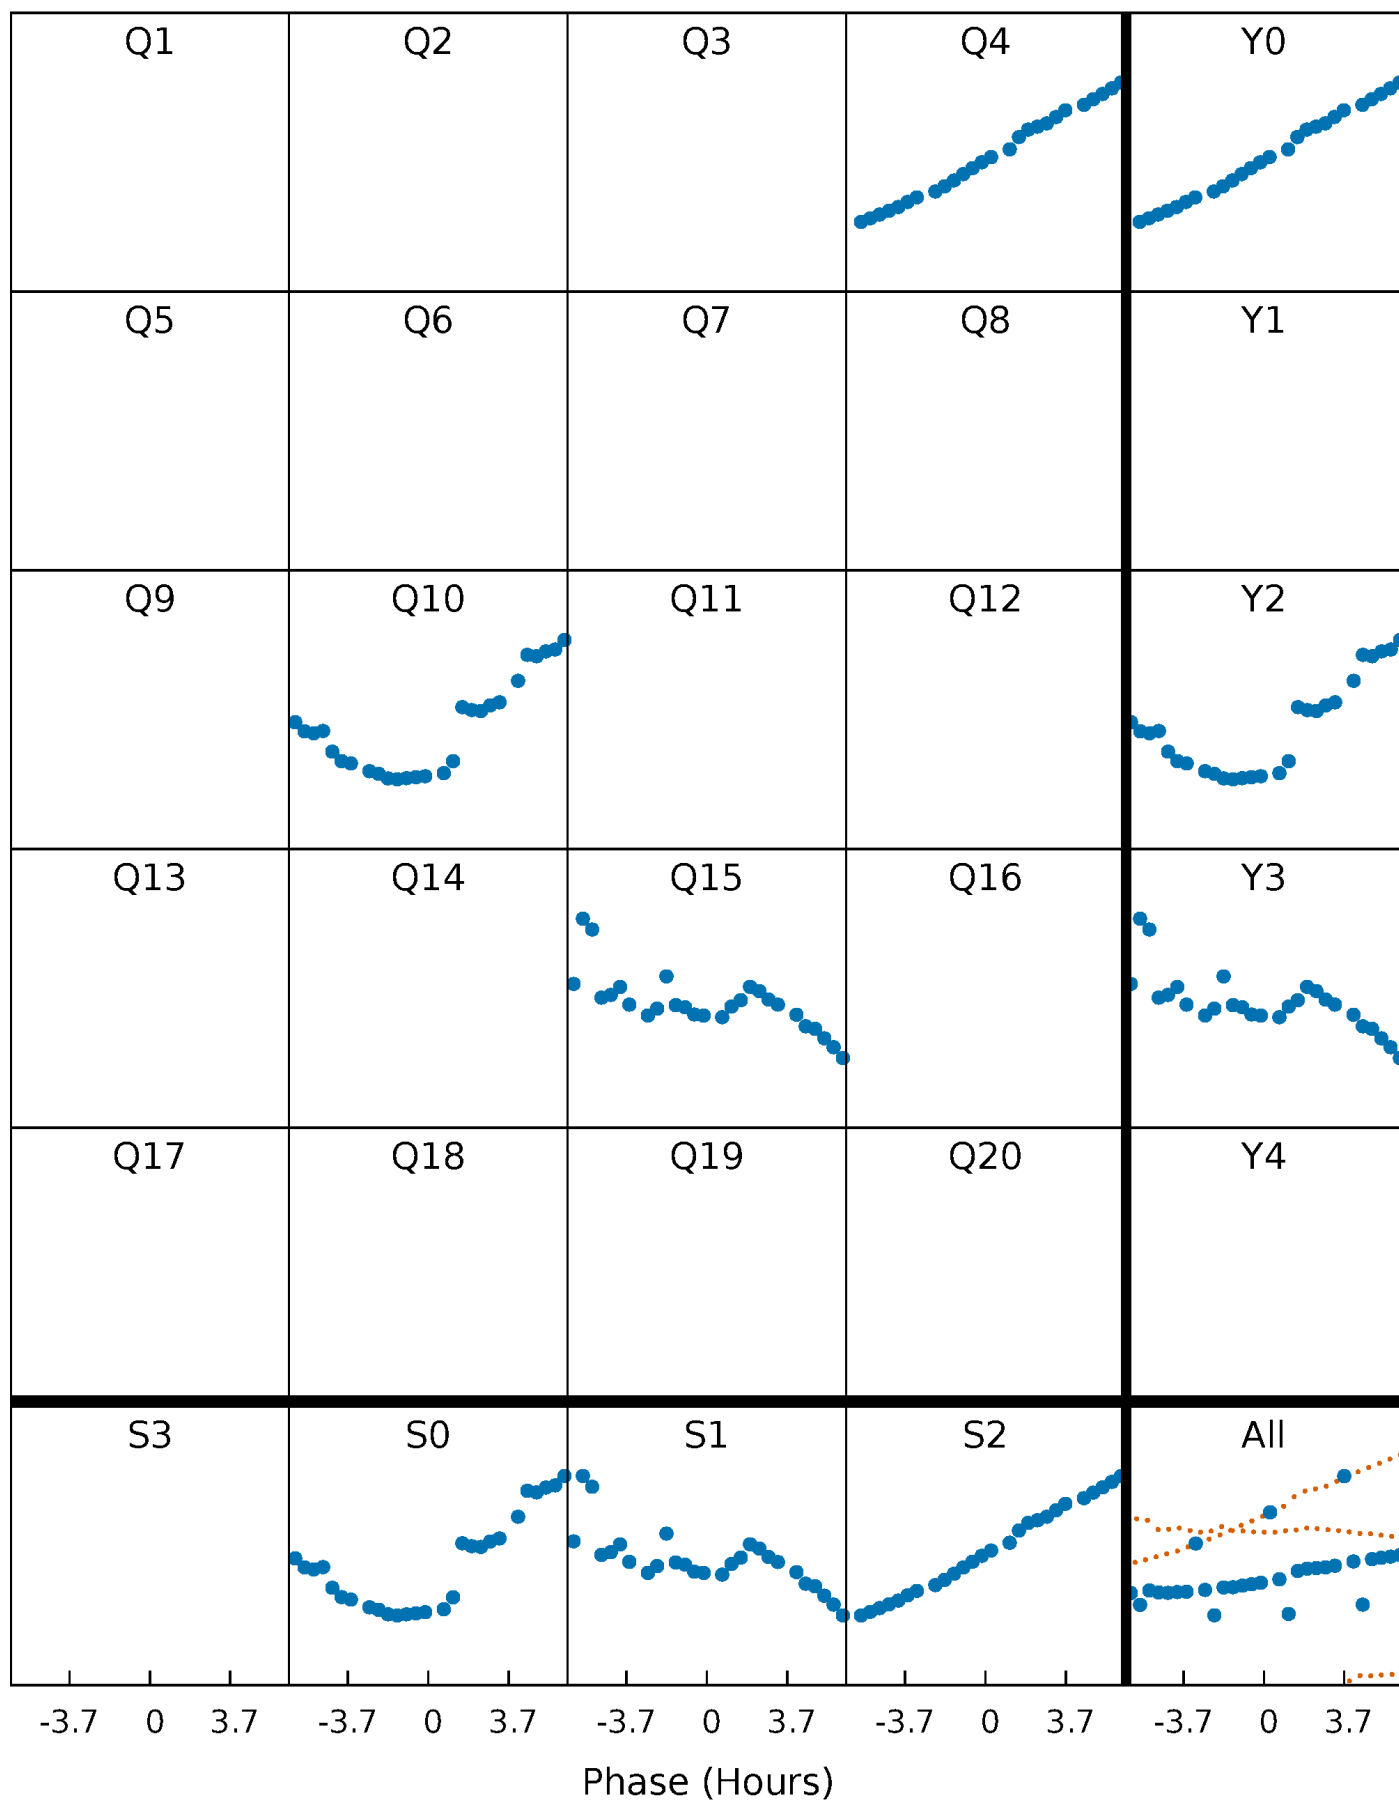 Q1 Q2 Q3 Q4 Y0
Q5 Q6 Q7 Q8 Y1
Q9 Q10 Q11 Q12 Y2
Q13 Q14 Q15 Q16 Y3
Q17 Q18 Q19 Q20 Y4
S3 S0 S1 S2 All
-3.7 0 3.7 -3.7 0 3.7 -3.7 0 3.7 -3.7 0 3.7 -3.7 0 3.7
Phase (Hours)